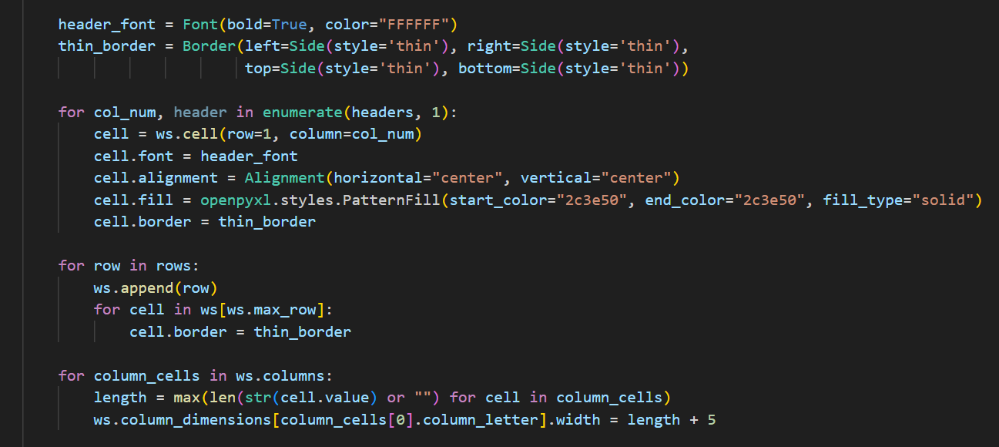 header_font = Font(bold=True, color="FFFFFF")
thin_border = Border(left=Side(style='thin'), right=Side(style='thin'),
                     top=Side(style='thin'), bottom=Side(style='thin'))

for col_num, header in enumerate(headers, 1):
    cell = ws.cell(row=1, column=col_num)
    cell.font = header_font
    cell.alignment = Alignment(horizontal="center", vertical="center")
    cell.fill = openpyxl.styles.PatternFill(start_color="2c3e50", end_color="2c3e50", fill_type="solid")
    cell.border = thin_border

for row in rows:
    ws.append(row)
    for cell in ws[ws.max_row]:
        cell.border = thin_border

for column_cells in ws.columns:
    length = max(len(str(cell.value) or "") for cell in column_cells)
    ws.column_dimensions[column_cells[0].column_letter].width = length + 5